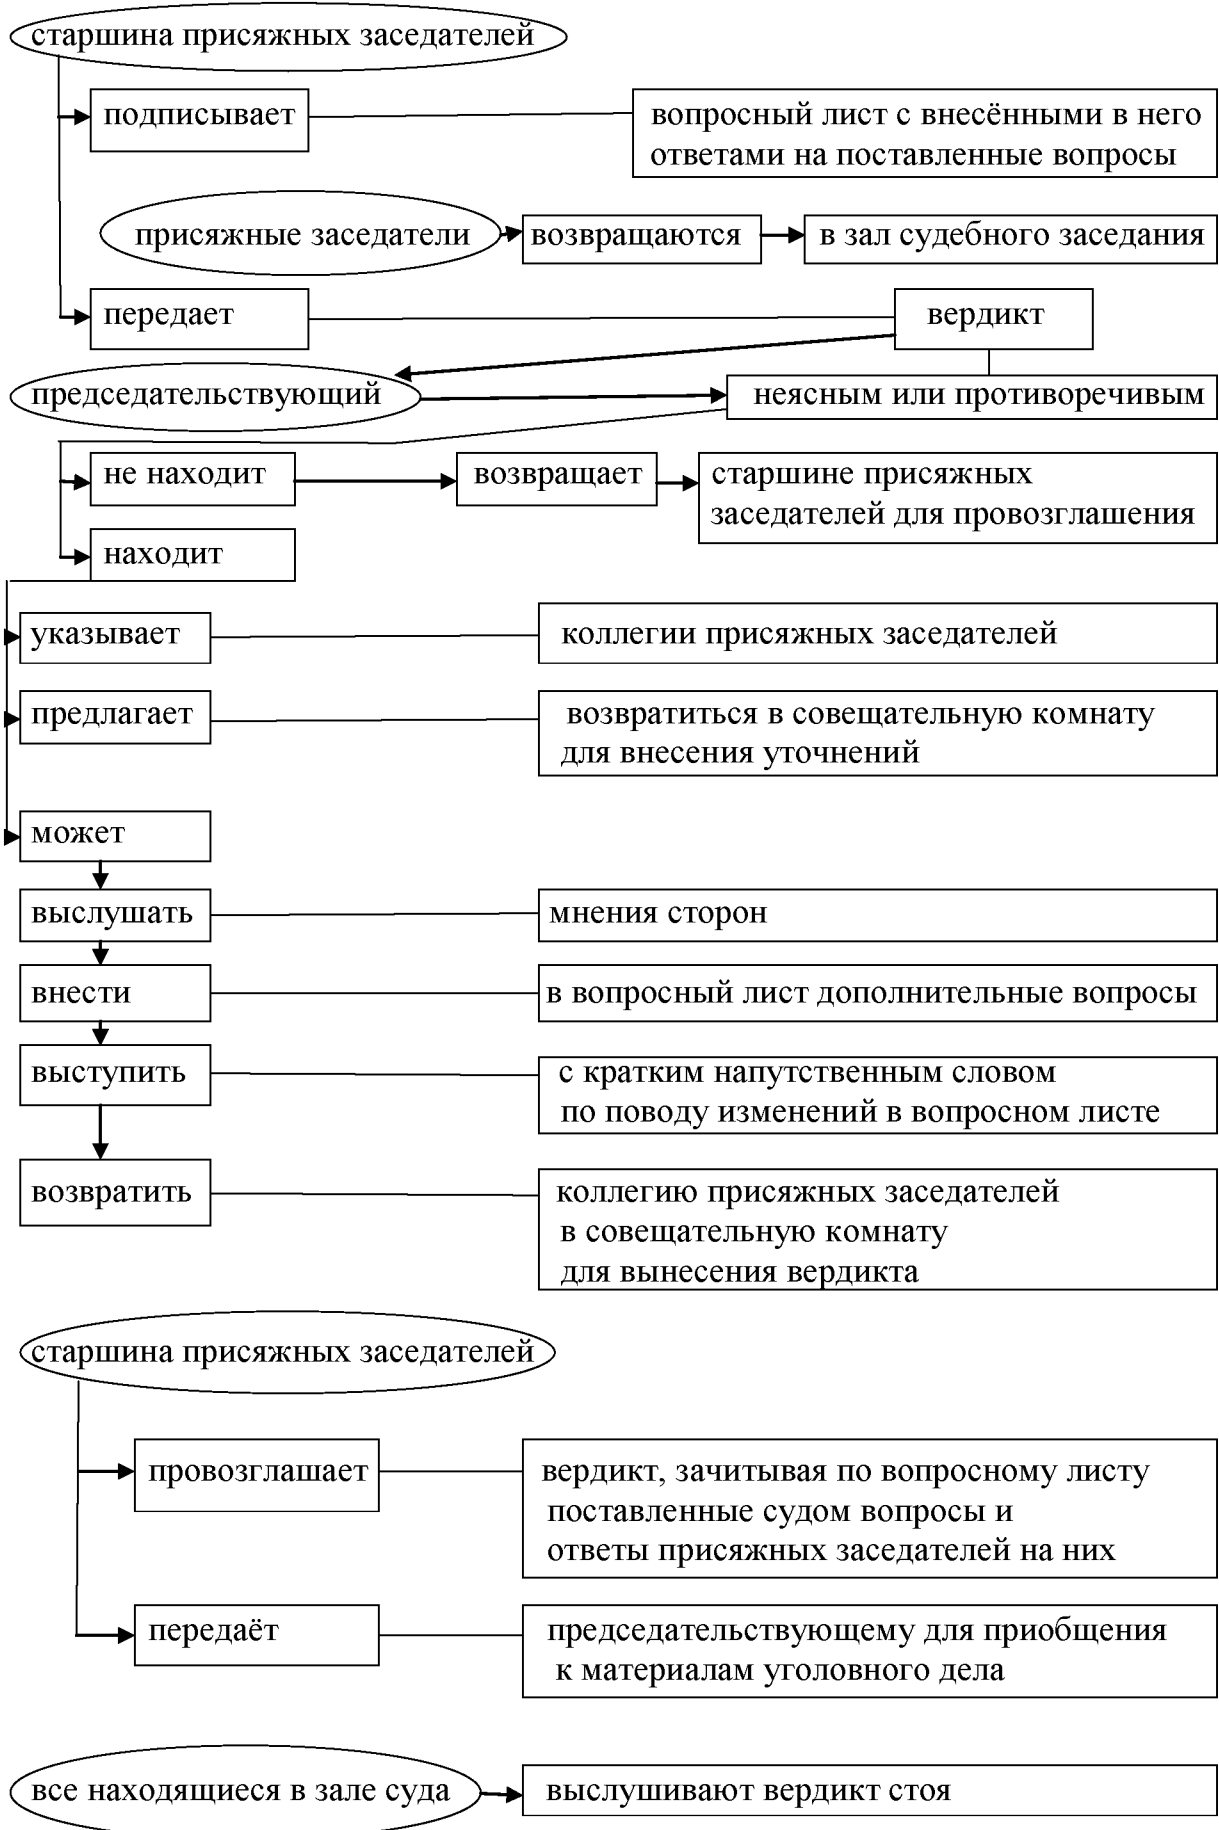 старшина присяжных заседателей
подписывает
вопросный лист с внесёнными в него
ответами на поставленные вопросы
присяжные заседатели
возвращаются
в зал судебного заседания
передает
вердикт
председательствующий
неясным или противоречивым
не находит
возвращает
старшине присяжных
заседателей для провозглашения
находит
указывает
коллегии присяжных заседателей
предлагает
возвратиться в совещательную комнату
для внесения уточнений
может
выслушать
мнения сторон
внести
в вопросный лист дополнительные вопросы
выступить
с кратким напутственным словом
по поводу изменений в вопросном листе
возвратить
коллегию присяжных заседателей
в совещательную комнату
для вынесения вердикта
старшина присяжных заседателей
провозглашает
вердикт, зачитывая по вопросному листу
поставленные судом вопросы и
ответы присяжных заседателей на них
передаёт
председательствующему для приобщения
к материалам уголовного дела
все находящиеся в зале суда
выслушивают вердикт стоя